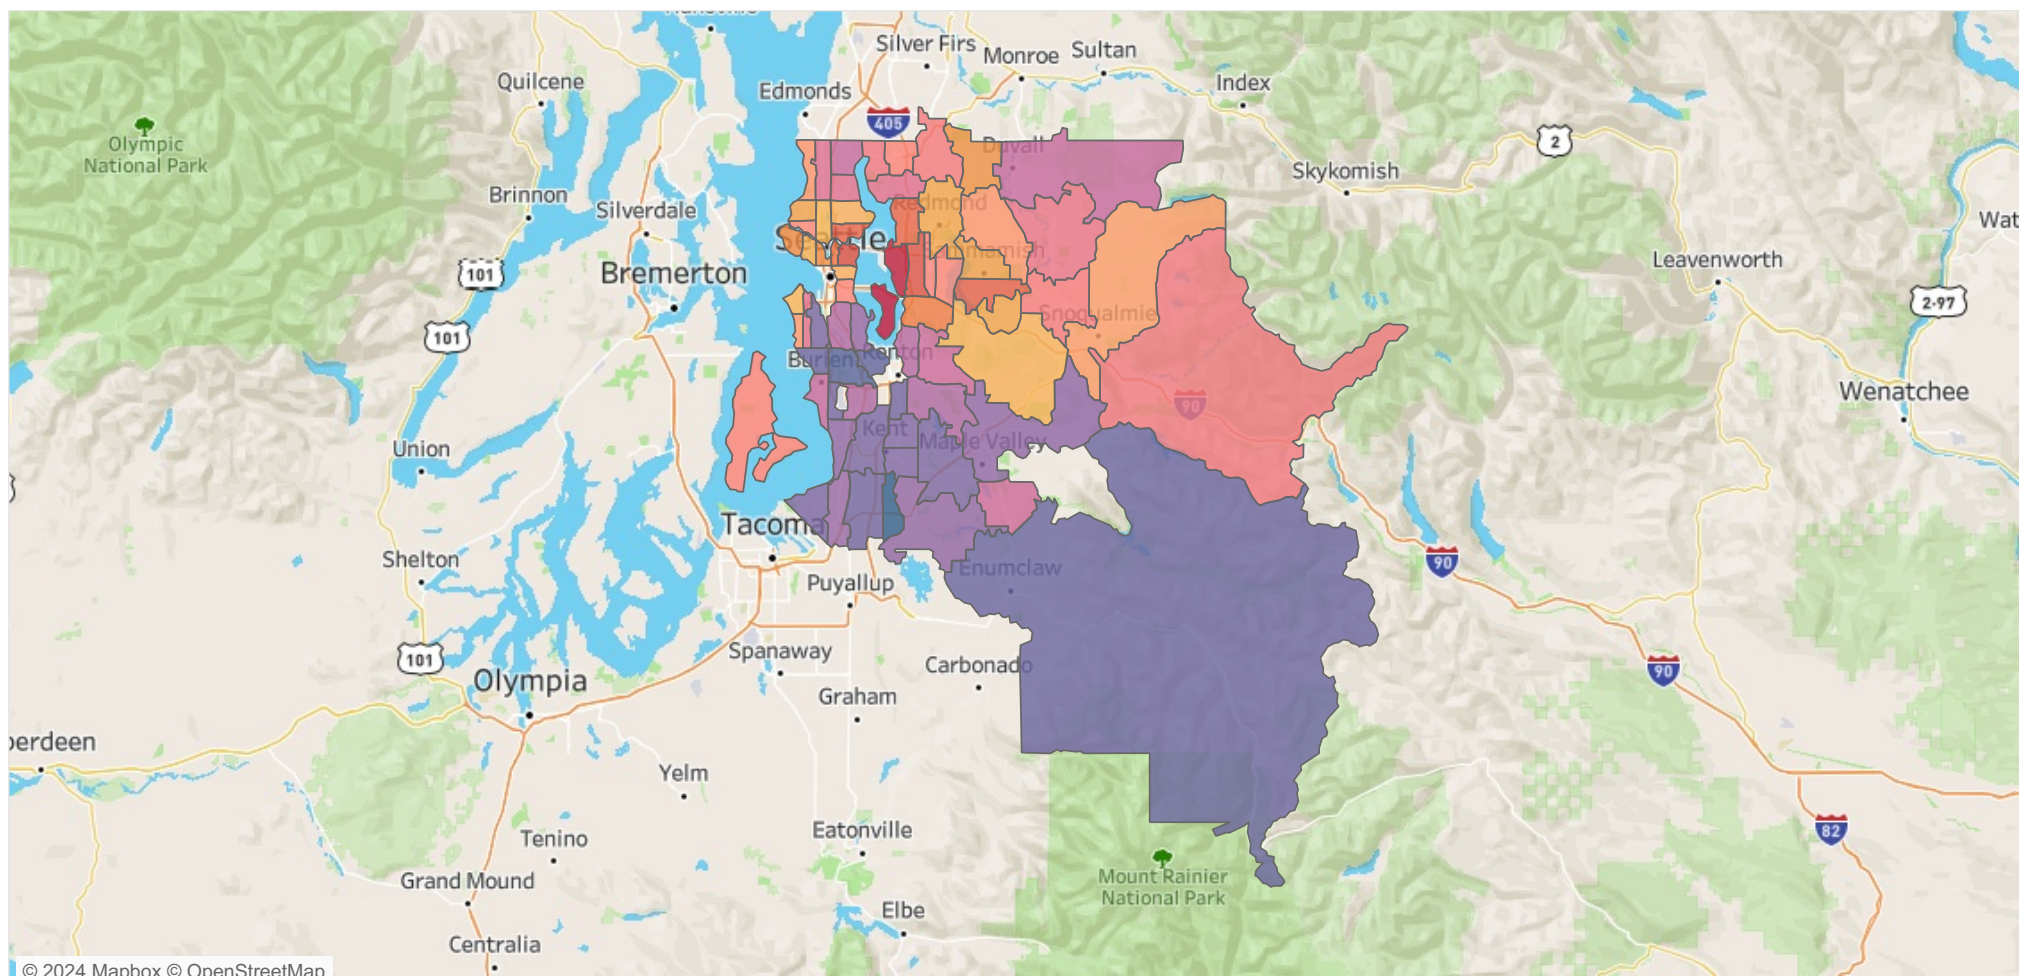 Silver Firs
Monroe
Sultan
Quilcene
Edmonds
Index
405
Olympic
National Park
Duvall
2
Skykomish
Brinnon
Silverdale
Redmond
Wat
Seattle
Sammamish
101
Bremerton
Leavenworth
2-97
Snoqualmie
101
Burien
Renton
Wenatchee
90
Union
Kent
Maple Valley
Tacoma
Shelton
Enumclaw
90
Puyallup
101
Spanaway
Carbonado
90
Olympia
Graham
berdeen
Yelm
Tenino
Eatonville
82
Grand Mound
Mount Rainier
National Park
Elbe
Centralia
© 2024 Mapbox © OpenStreetMap